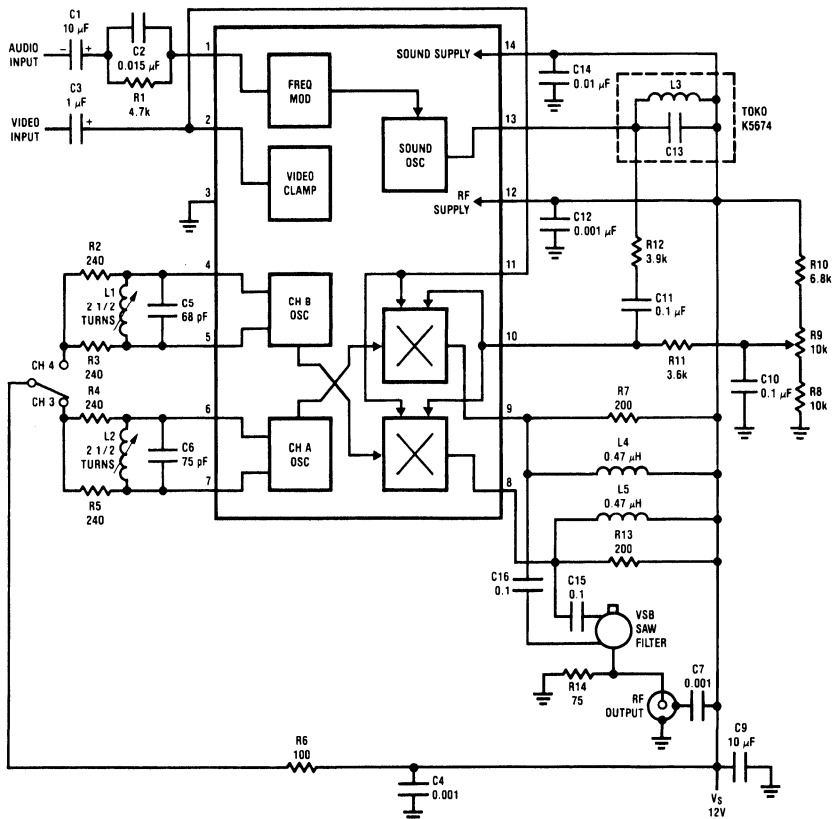 C1
10 μF
AUDIO
INPUT
−
+
C2
0.015 μF
R1
4.7k
C3
1 μF
VIDEO
INPUT
+
1
2
3
4
5
6
7
14
13
12
11
10
9
8
FREQ
MOD
VIDEO
CLAMP
SOUND
OSC
SOUND SUPPLY
RF
SUPPLY
CH B
OSC
CH A
OSC
C14
0.01 μF
L3
C13
TOKO
K5674
C12
0.001 μF
R12
3.9k
C11
0.1 μF
R10
6.8k
R9
10k
R8
10k
R11
3.6k
C10
0.1 μF
R2
240
L1
2 1/2
TURNS
C5
68 pF
R3
240
CH 4
CH 3
R4
240
L2
2 1/2
TURNS
C6
75 pF
R5
240
R7
200
L4
0.47 μH
L5
0.47 μH
R13
200
C16
0.1
C15
0.1
VSB
SAW
FILTER
R14
75
RF
OUTPUT
C7
0.001
C9
10 μF
R6
100
C4
0.001
VS
12V